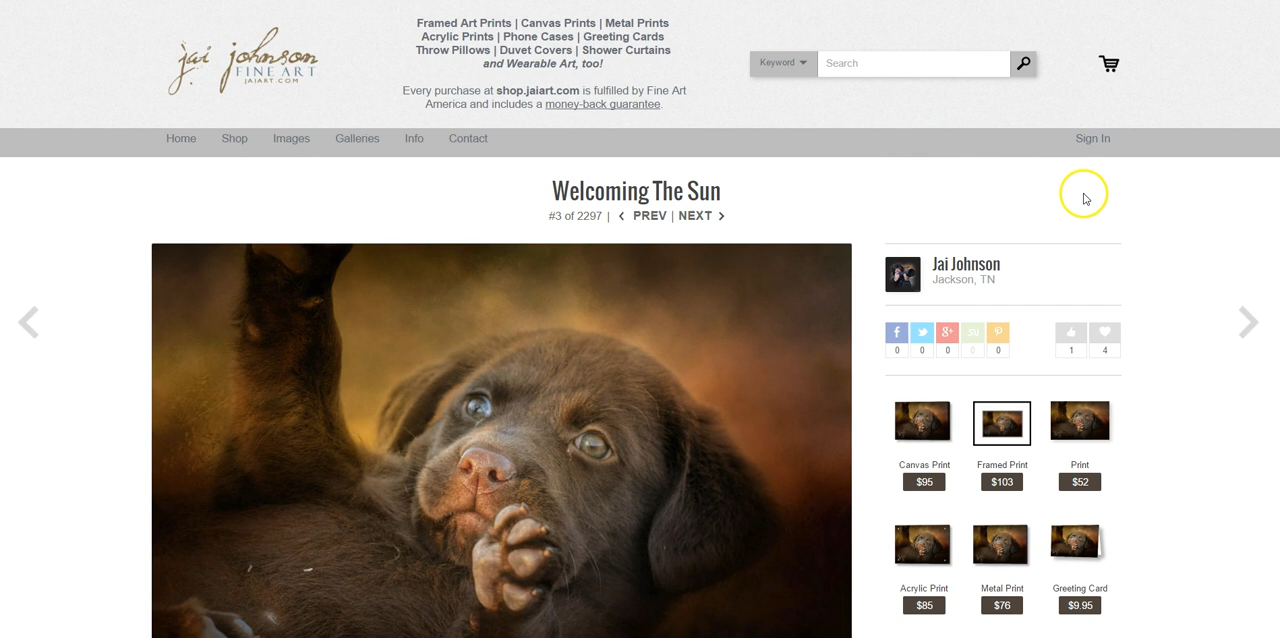 jai johnson
FINE ART
JAIART.COM
Framed Art Prints | Canvas Prints | Metal Prints
Acrylic Prints | Phone Cases | Greeting Cards
Throw Pillows | Duvet Covers | Shower Curtains
and Wearable Art, too!
Every purchase at shop.jaiart.com is fulfilled by Fine Art
America and includes a money-back guarantee.
Keyword
Search
Home Shop Images Galleries Info Contact Sign In
Welcoming The Sun
#3 of 2297 | PREV | NEXT
Jai Johnson
Jackson, TN
0 0 0 0 0 1 4
Canvas Print Framed Print Print
$95 $103 $52
Acrylic Print Metal Print Greeting Card
$85 $76 $9.95